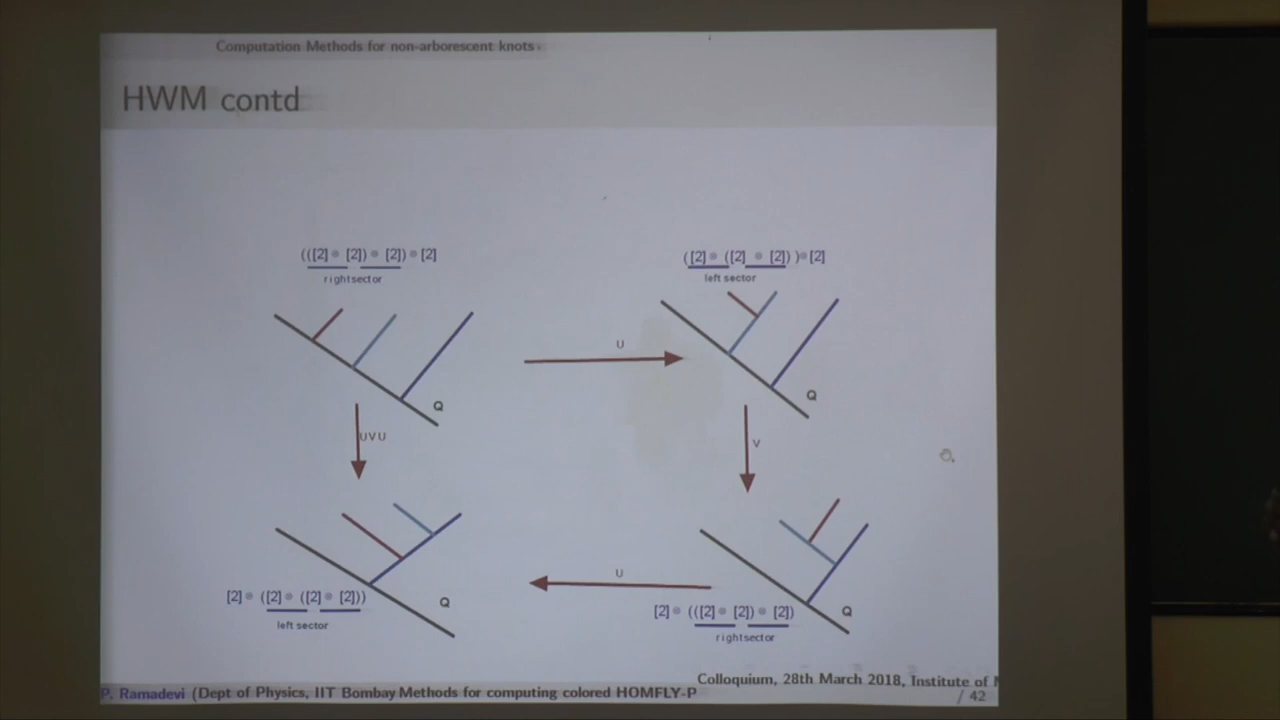 Computation Methods for non-arborescent knots
HWM contd
(([2] ⊗ [2]) ⊗ [2]) ⊗ [2]
rightsector
([2] ⊗ ([2] ⊗ [2]) )⊗[2]
left sector
U
Q
Q
UVU
V
U
[2] ⊗ ([2] ⊗ ([2] ⊗ [2]))
left sector
Q
[2] ⊗ (([2] ⊗ [2]) ⊗ [2])
rightsector
Q
Colloquium, 28th March 2018, Institute of
P. Ramadevi (Dept of Physics, IIT Bombay Methods for computing colored HOMFLY-P
/ 42